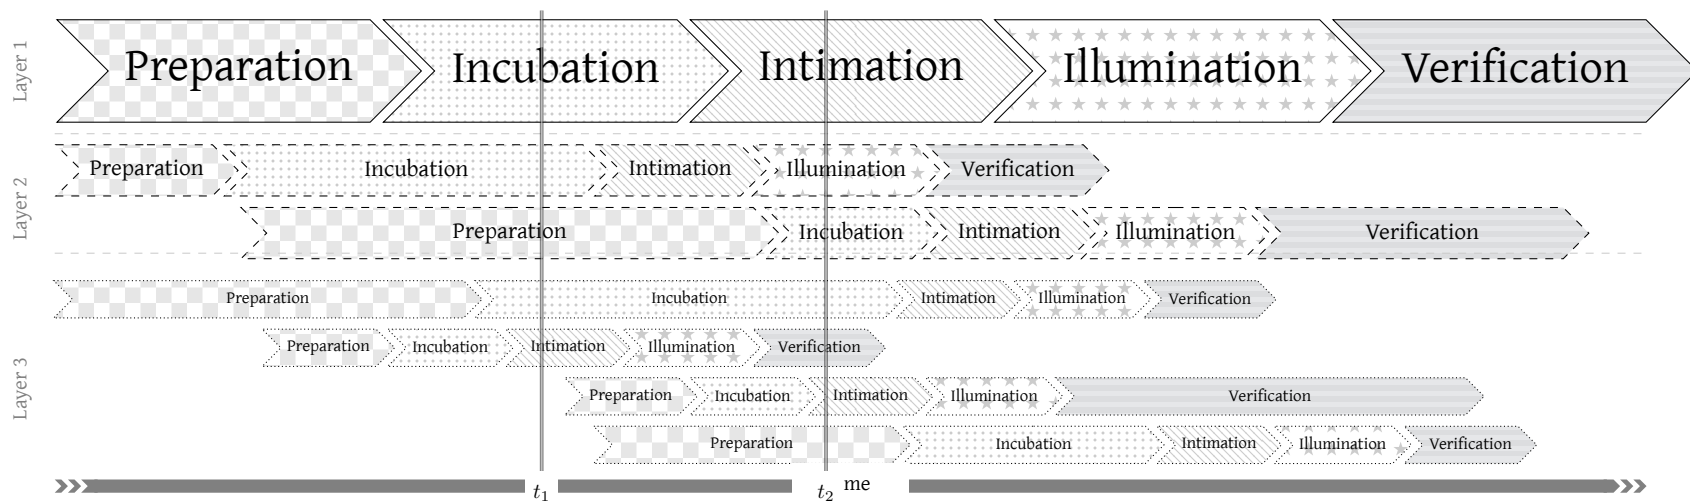 Layer 1
Preparation Incubation Intimation Illumination Verification
Layer 2
Preparation Incubation Intimation Illumination Verification
Preparation Incubation Intimation Illumination Verification
Layer 3
Preparation Incubation Intimation Illumination Verification
Preparation Incubation Intimation Illumination Verification
Preparation Incubation Intimation Illumination Verification
Preparation Incubation Intimation Illumination Verification
t1 t2 me